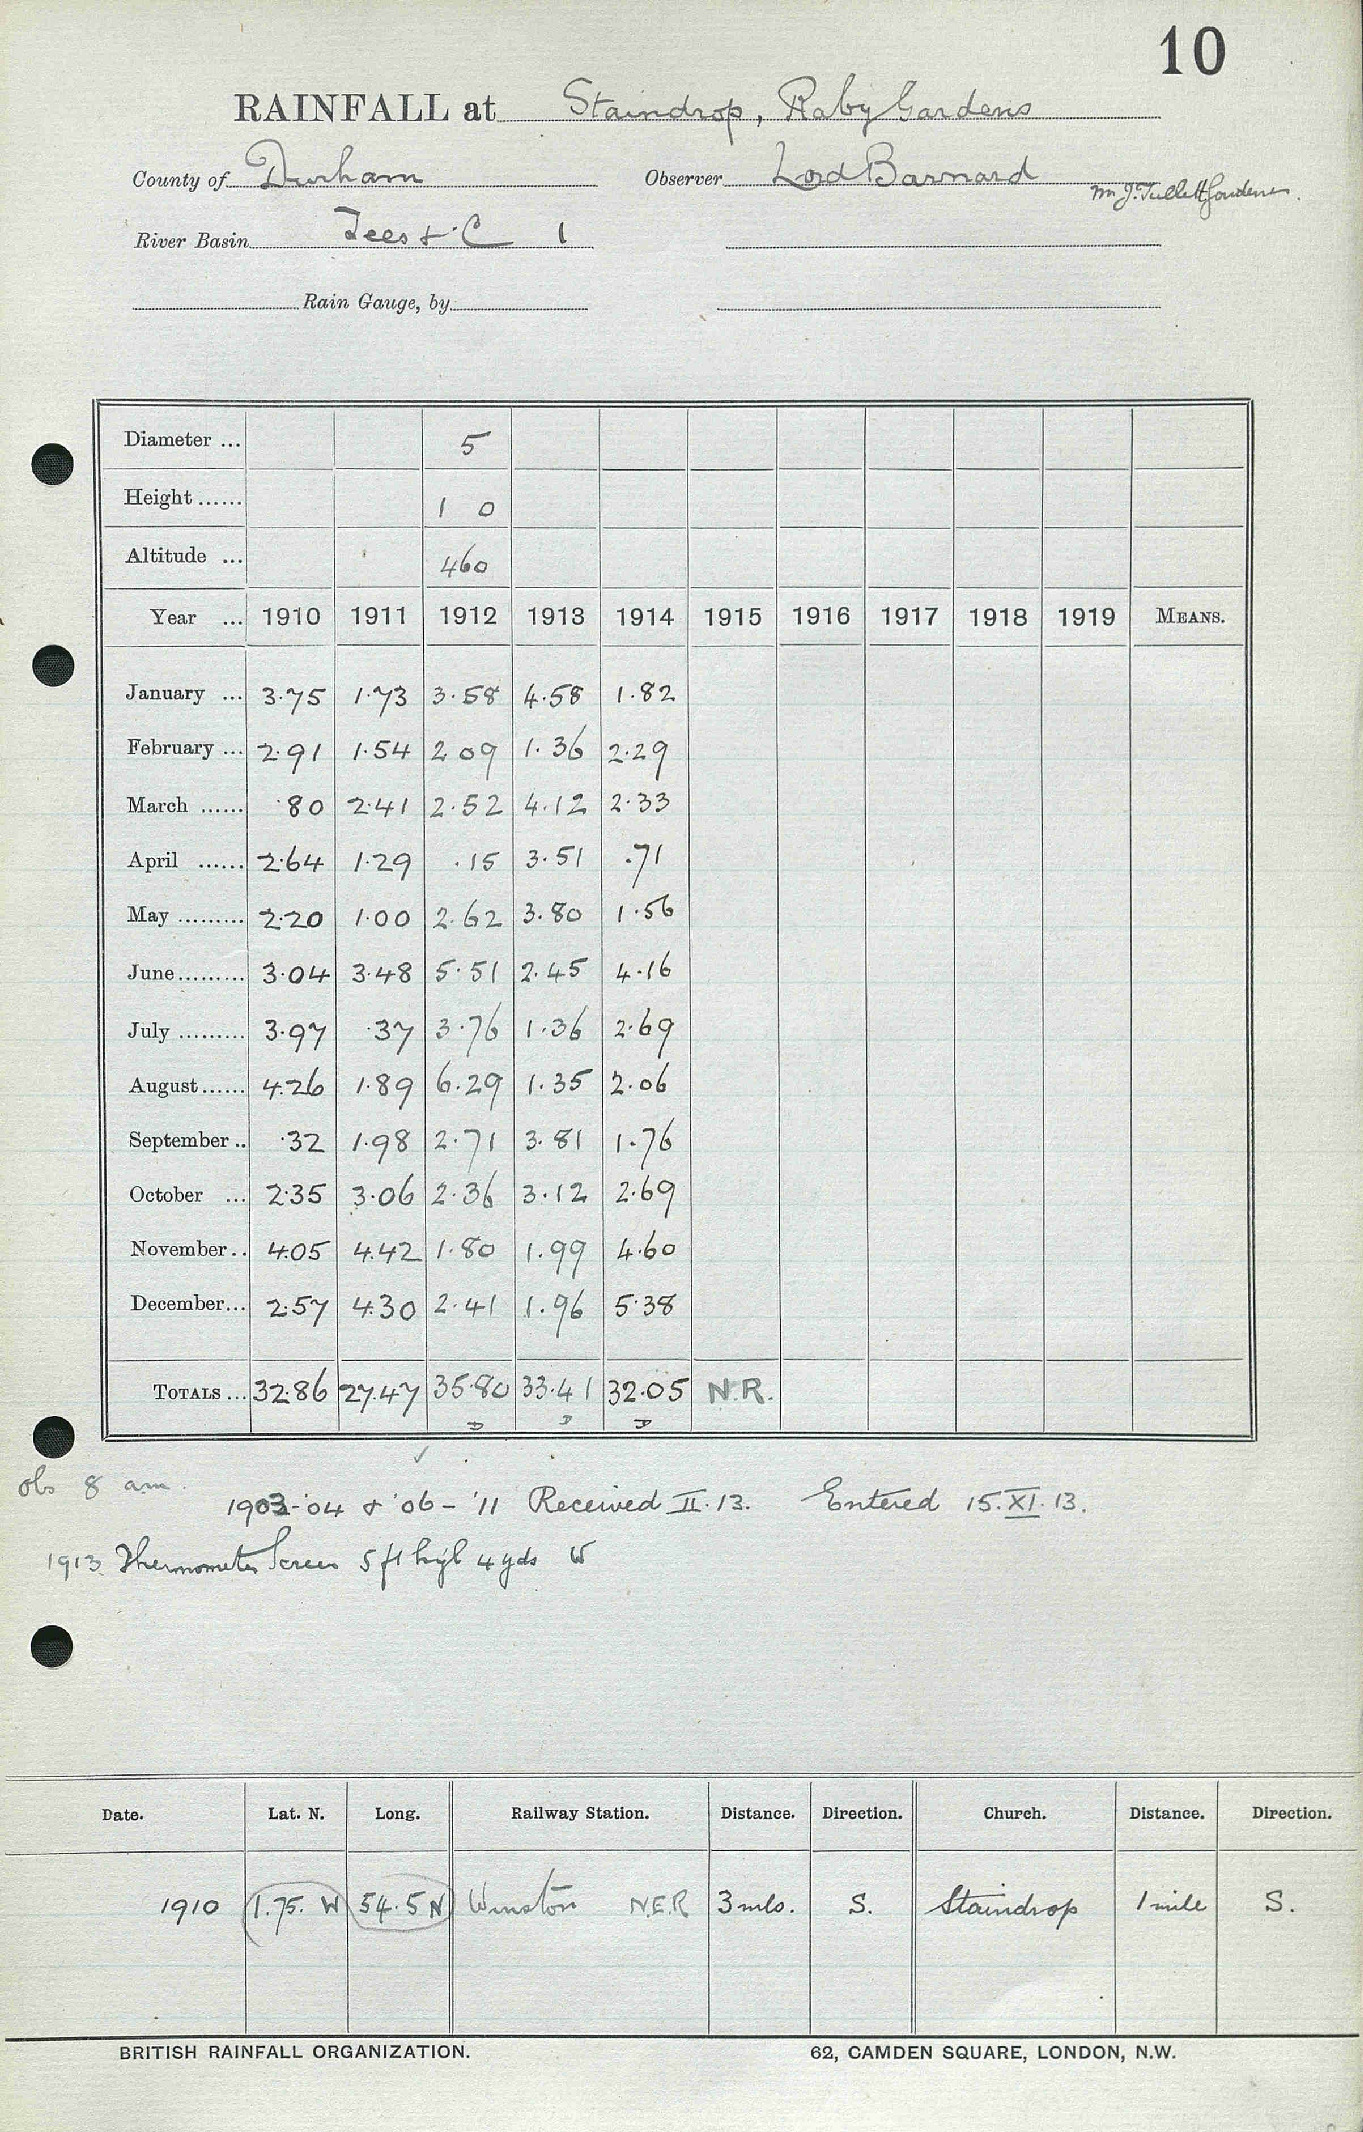 10
RAINFALL at Staindrop, Raby Gardens
County of Durham Observer Lord Barnard
Mr J. Tullett Gardener.
River Basin Tees & C 1
Rain Gauge, by
Diameter ... 5
Height ...... 1 0
Altitude ... 460
Year ... 1910 1911 1912 1913 1914 1915 1916 1917 1918 1919 MEANS.
January ... 3.75 1.73 3.58 4.58 1.82
February ... 2.91 1.54 2 09 1.36 2.29
March ...... .80 2.41 2.52 4.12 2.33
April ...... 2.64 1.29 .15 3.51 .71
May ......... 2.20 1.00 2.62 3.80 1.56
June ......... 3.04 3.48 5.51 2.45 4.16
July ......... 3.97 .37 3.76 1.36 2.69
August ...... 4.26 1.89 6.29 1.35 2.06
September .. .32 1.98 2.71 3.81 1.76
October ... 2.35 3.06 2.36 3.12 2.69
November .. 4.05 4.42 1.80 1.99 4.60
December ... 2.57 4.30 2.41 1.96 5.38
TOTALS ... 32.86 27.47 35.80 33.41 32.05 N.R.
D D D
obs 8 am.
1903-'04 & '06-'11 Received II.13. Entered 15.XI.13.
1913. Thermometer Screen 5 ft high 4 yds W
Date. Lat. N. Long. Railway Station. Distance. Direction. Church. Distance. Direction.
1910 1.75. W 54.5 N Winston N.E.R 3 mls. S. Staindrop 1 mile S.
BRITISH RAINFALL ORGANIZATION. 62, CAMDEN SQUARE, LONDON, N.W.